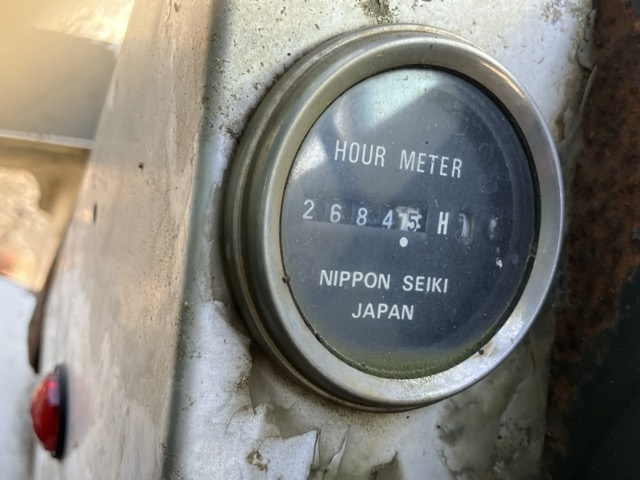 HOUR METER
26845 H
NIPPON SEIKI
JAPAN